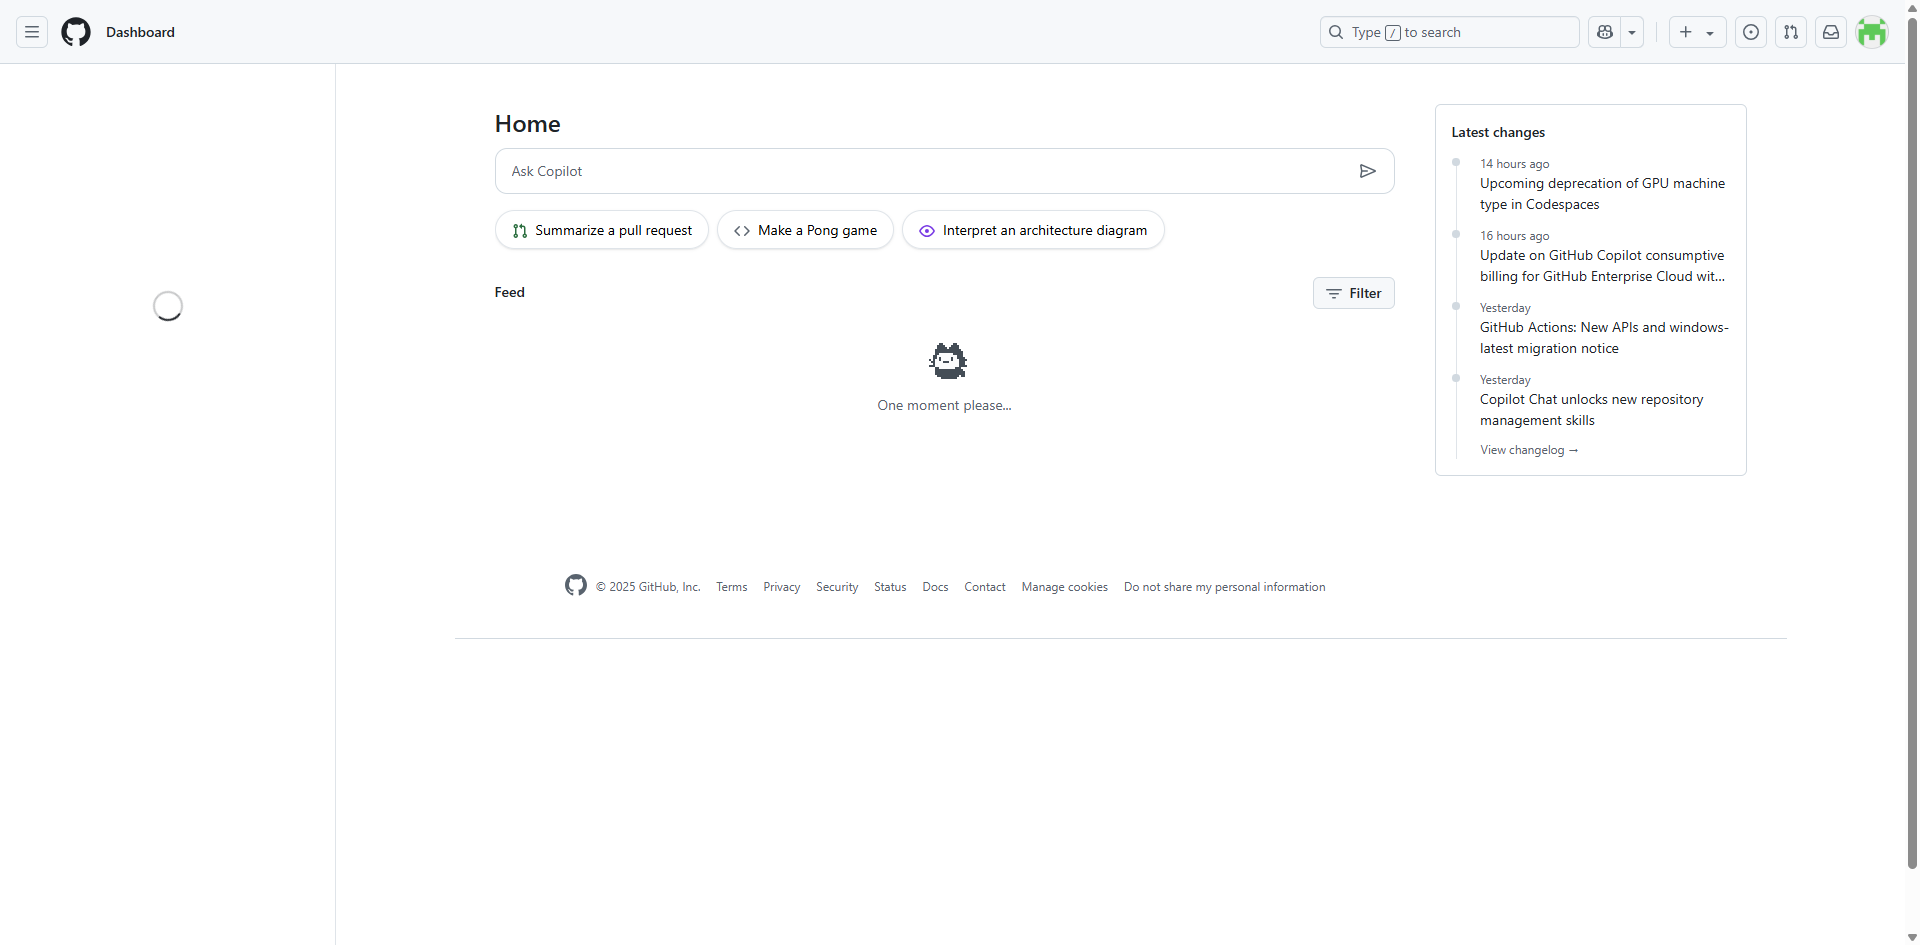 Dashboard
Type / to search
Home
Ask Copilot
Summarize a pull request
Make a Pong game
Interpret an architecture diagram
Feed
Filter
One moment please...
Latest changes
14 hours ago
Upcoming deprecation of GPU machine
type in Codespaces
16 hours ago
Update on GitHub Copilot consumptive
billing for GitHub Enterprise Cloud wit...
Yesterday
GitHub Actions: New APIs and windows-
latest migration notice
Yesterday
Copilot Chat unlocks new repository
management skills
View changelog →
© 2025 GitHub, Inc. Terms Privacy Security Status Docs Contact Manage cookies Do not share my personal information